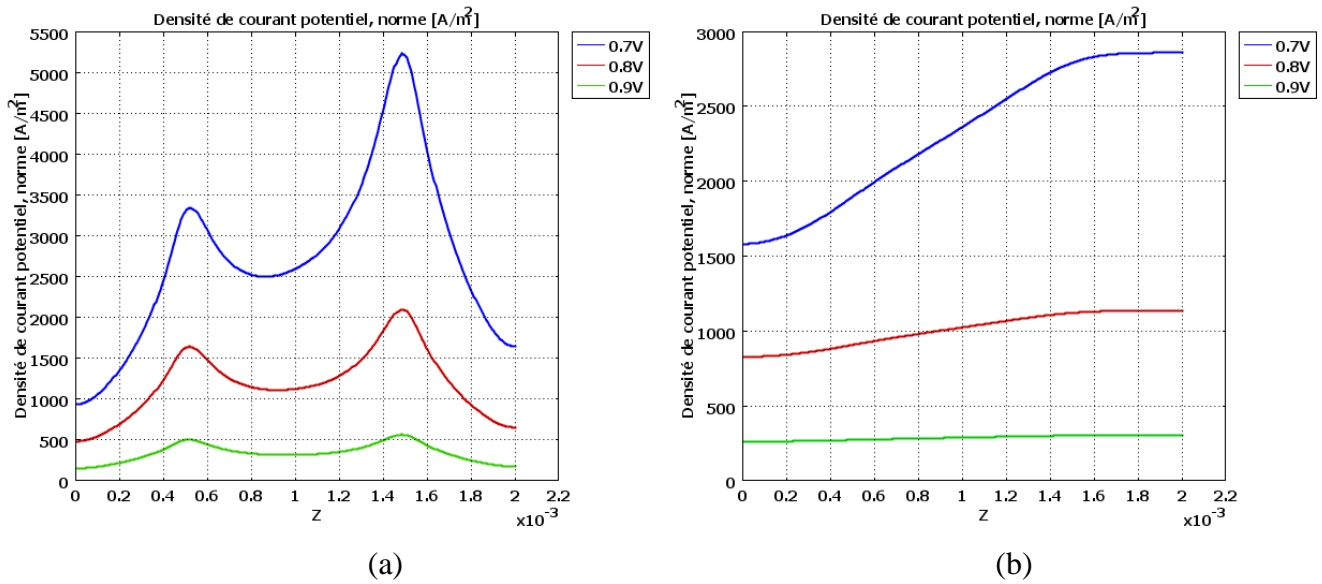 Densité de courant potentiel, norme [A/m²]
Densité de courant potentiel, norme [A/m²]
5500
5000
4500
4000
3500
3000
2500
2000
1500
1000
500
0
0
0.2
0.4
0.6
0.8
1
1.2
1.4
1.6
1.8
2
2.2
x10⁻³
Z
0.7V
0.8V
0.9V
(a)
Densité de courant potentiel, norme [A/m²]
Densité de courant potentiel, norme [A/m²]
3000
2500
2000
1500
1000
500
0
0
0.2
0.4
0.6
0.8
1
1.2
1.4
1.6
1.8
2
2.2
x10⁻³
Z
0.7V
0.8V
0.9V
(b)